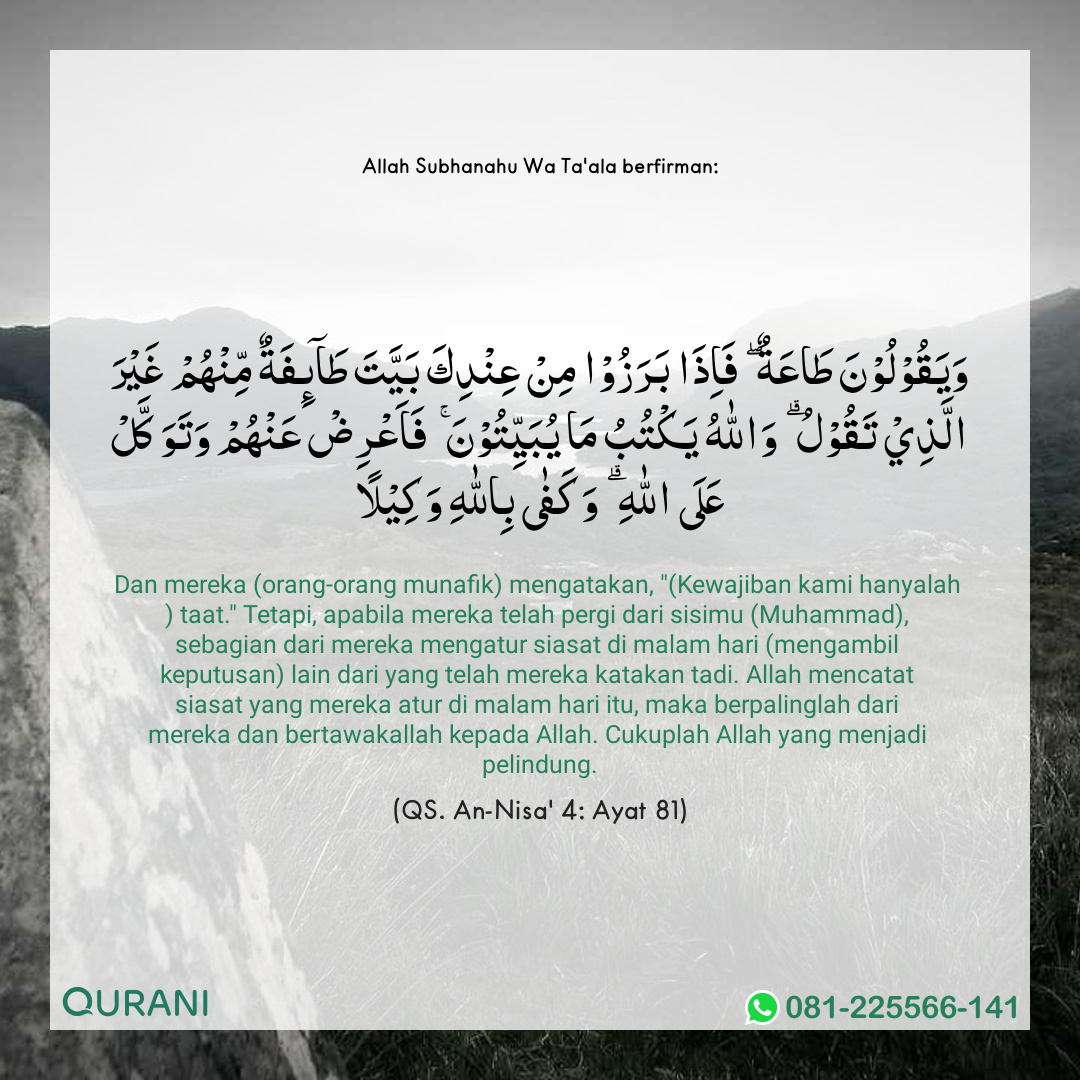 Allah Subhanahu Wa Ta'ala berfirman:
وَيَقُوْلُوْنَ طَاعَةٌ ۖ فَاِذَا بَرَزُوْا مِنْ عِنْدِكَ بَيَّتَ طَآئِفَةٌ مِّنْهُمْ غَيْرَ
الَّذِيْ تَقُوْلُ ۗ وَاللّٰهُ يَكْتُبُ مَا يُبَيِّتُوْنَ ۚ فَاَعْرِضْ عَنْهُمْ وَتَوَكَّلْ
عَلَى اللّٰهِ ۗ وَكَفٰى بِاللّٰهِ وَكِيْلًا
Dan mereka (orang-orang munafik) mengatakan, "(Kewajiban kami hanyalah
) taat." Tetapi, apabila mereka telah pergi dari sisimu (Muhammad),
sebagian dari mereka mengatur siasat di malam hari (mengambil
keputusan) lain dari yang telah mereka katakan tadi. Allah mencatat
siasat yang mereka atur di malam hari itu, maka berpalinglah dari
mereka dan bertawakallah kepada Allah. Cukuplah Allah yang menjadi
pelindung.
(QS. An-Nisa' 4: Ayat 81)
QURANI
081-225566-141